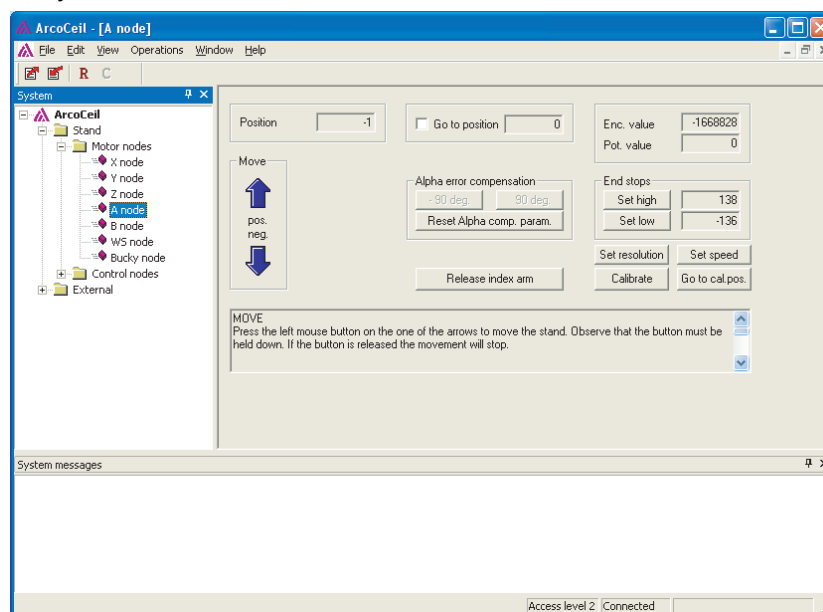 ArcoCeil - [A node]
File Edit View Operations Window Help
R C
System
ArcoCeil
Stand
Motor nodes
X node
Y node
Z node
A node
B node
WS node
Bucky node
Control nodes
External
Position -1
Go to position 0
Enc. value -1668828
Pot. value 0
Move
pos.
neg.
Alpha error compensation
- 90 deg. 90 deg.
Reset Alpha comp. param.
End stops
Set high 138
Set low -136
Set resolution Set speed
Release index arm
Calibrate Go to cal.pos.
MOVE
Press the left mouse button on the one of the arrows to move the stand. Observe that the button must be
held down. If the button is released the movement will stop.
System messages
Access level 2 Connected